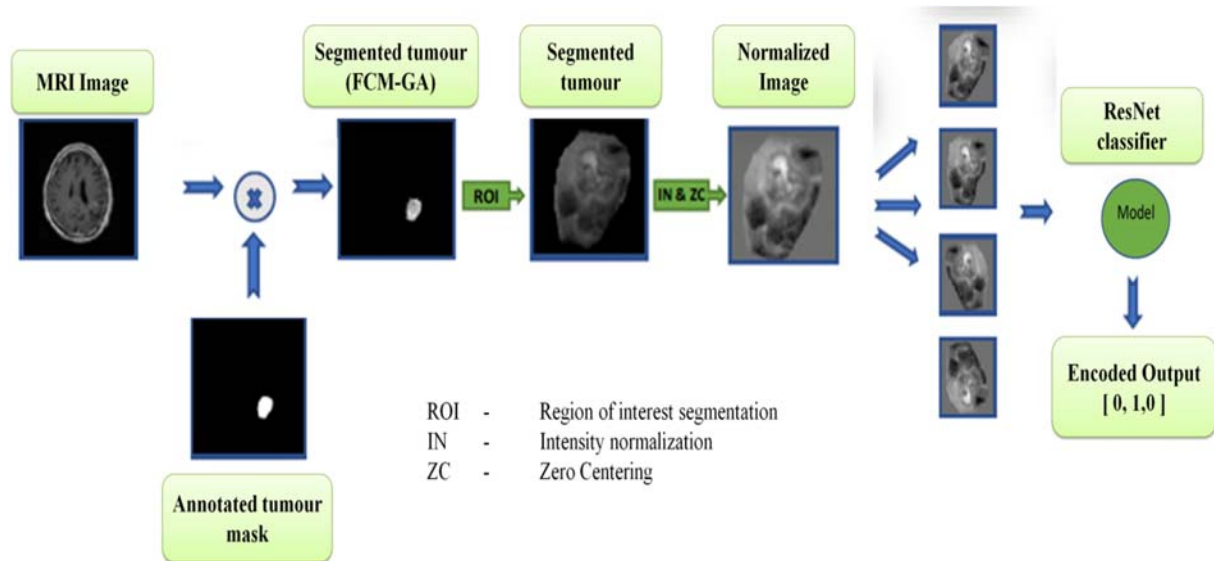 MRI Image
Segmented tumour
(FCM-GA)
Segmented
tumour
Normalized
Image
ResNet
classifier
ROI
IN & ZC
Model
Encoded Output
[ 0, 1,0 ]
Annotated tumour
mask
ROI - Region of interest segmentation
IN - Intensity normalization
ZC - Zero Centering